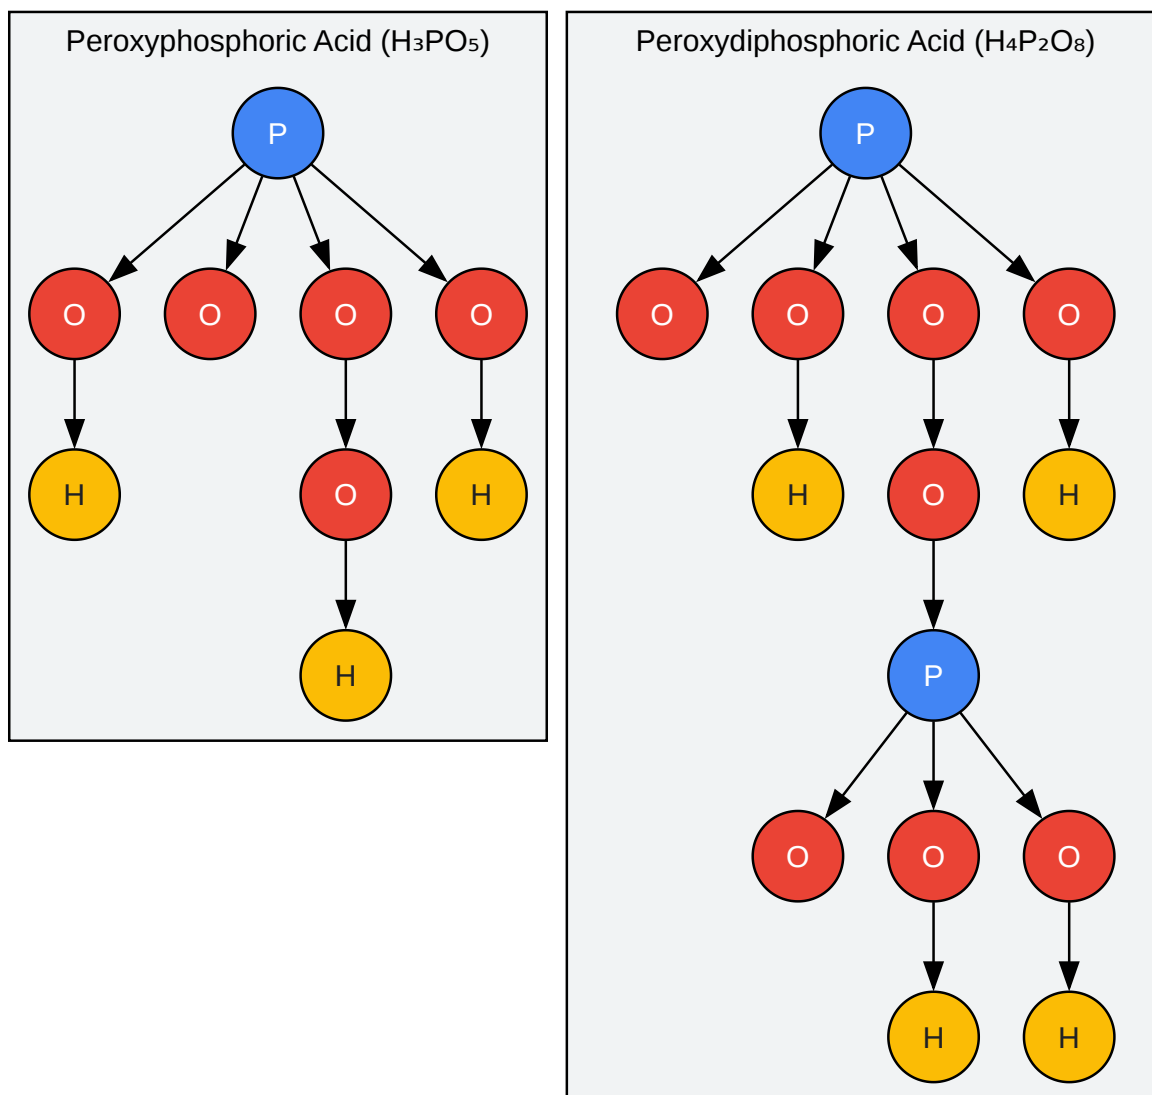 Peroxyphosphoric Acid (H₃PO₅)
P
O O O O
H O H
H
Peroxydiphosphoric Acid (H₄P₂O₈)
P
O O O O
H O H
P
O O O
H H